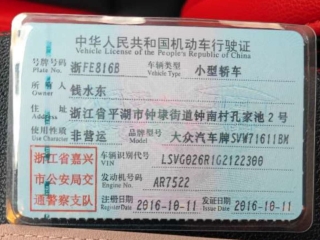 中华人民共和国机动车行驶证
Vehicle License of the People's Republic of China
号牌号码 浙FE816B 车辆类型 小型轿车
Plate No. Vehicle Type
所有人 钱水东
Owner
住址 浙江省平湖市钟埭街道钟南村孔家池2号
Address
使用性质 非营运 品牌型号 大众汽车牌SVW71611BM
Use Character Model
浙江省嘉兴 车辆识别代号 LSVG026R1G2122300
VIN
市公安局交 发动机号码 AR7522
Engine No.
通警察支队 注册日期 2016-10-11 发证日期 2016-10-11
Register Date Issue Date